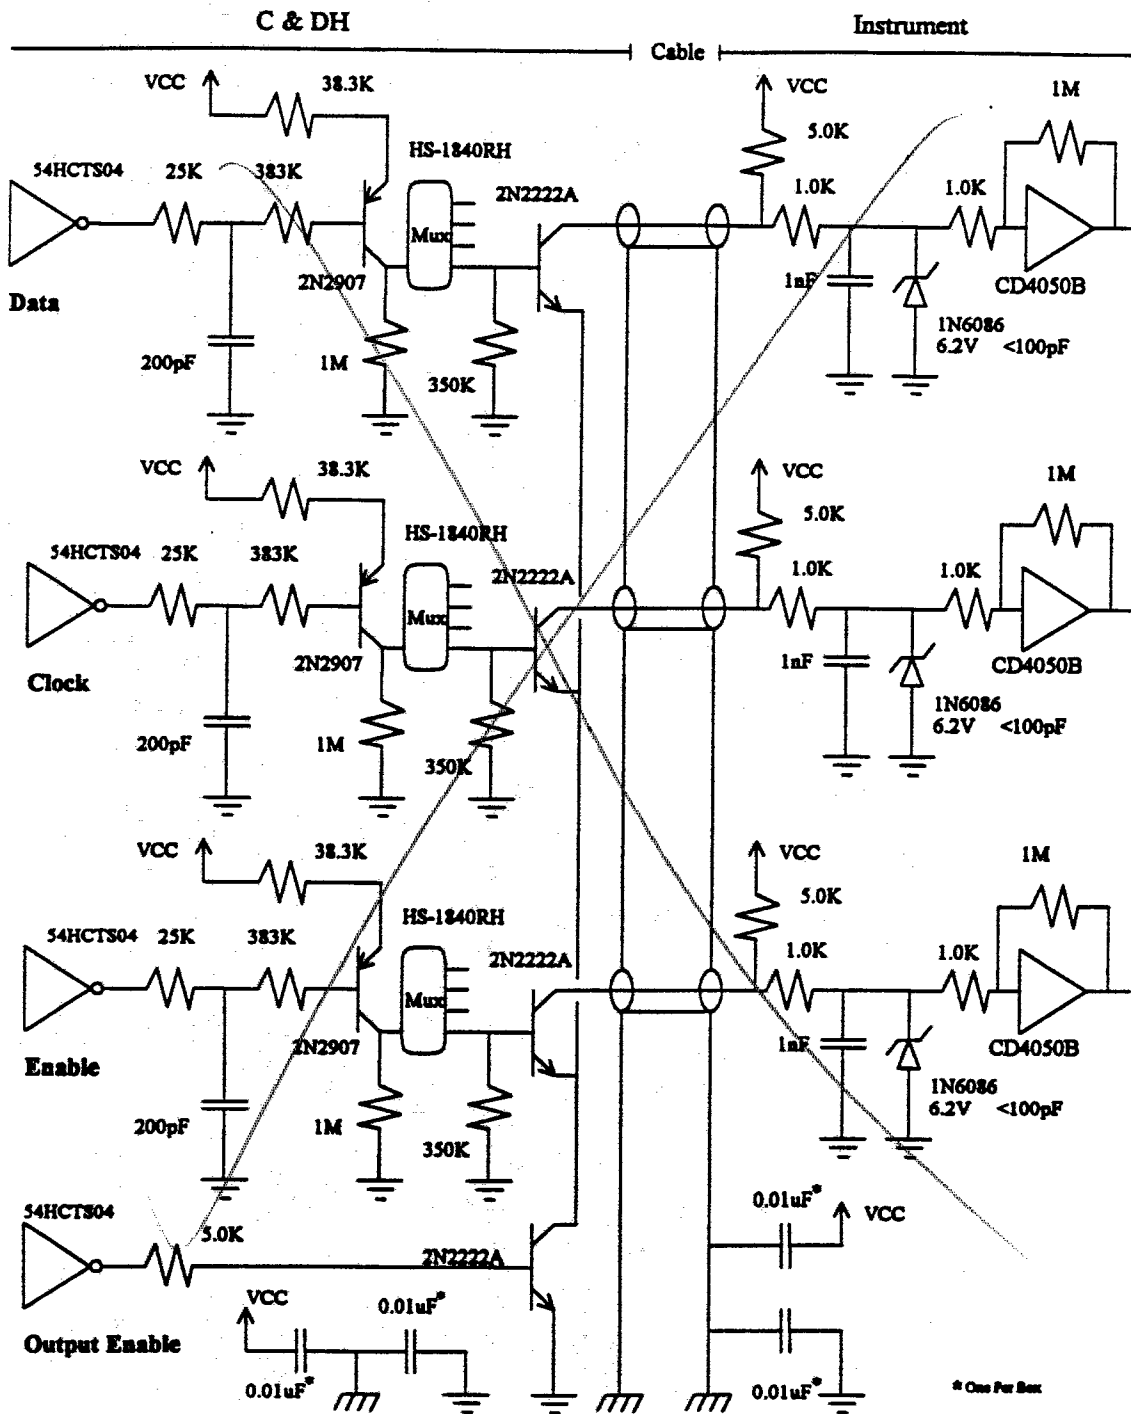 C & DH
Instrument
Cable
VCC
38.3K
VCC
1M
5.0K
HS-1840RH
54HCTS04
25K
383K
2N2222A
1.0K
1.0K
Mux
2N2907
1nF
CD4050B
Data
1N6086
6.2V <100pF
200pF
1M
350K
VCC
38.3K
VCC
1M
5.0K
HS-1840RH
54HCTS04
25K
383K
2N2222A
1.0K
1.0K
Mux
2N2907
1nF
CD4050B
Clock
1N6086
6.2V <100pF
200pF
1M
350K
VCC
38.3K
VCC
1M
5.0K
HS-1840RH
54HCTS04
25K
383K
2N2222A
1.0K
1.0K
Mux
2N2907
1nF
CD4050B
Enable
1N6086
6.2V <100pF
200pF
1M
350K
54HCTS04
0.01uF*
VCC
5.0K
2N2222A
VCC
0.01uF*
Output Enable
0.01uF*
0.01uF*
* One Per Box